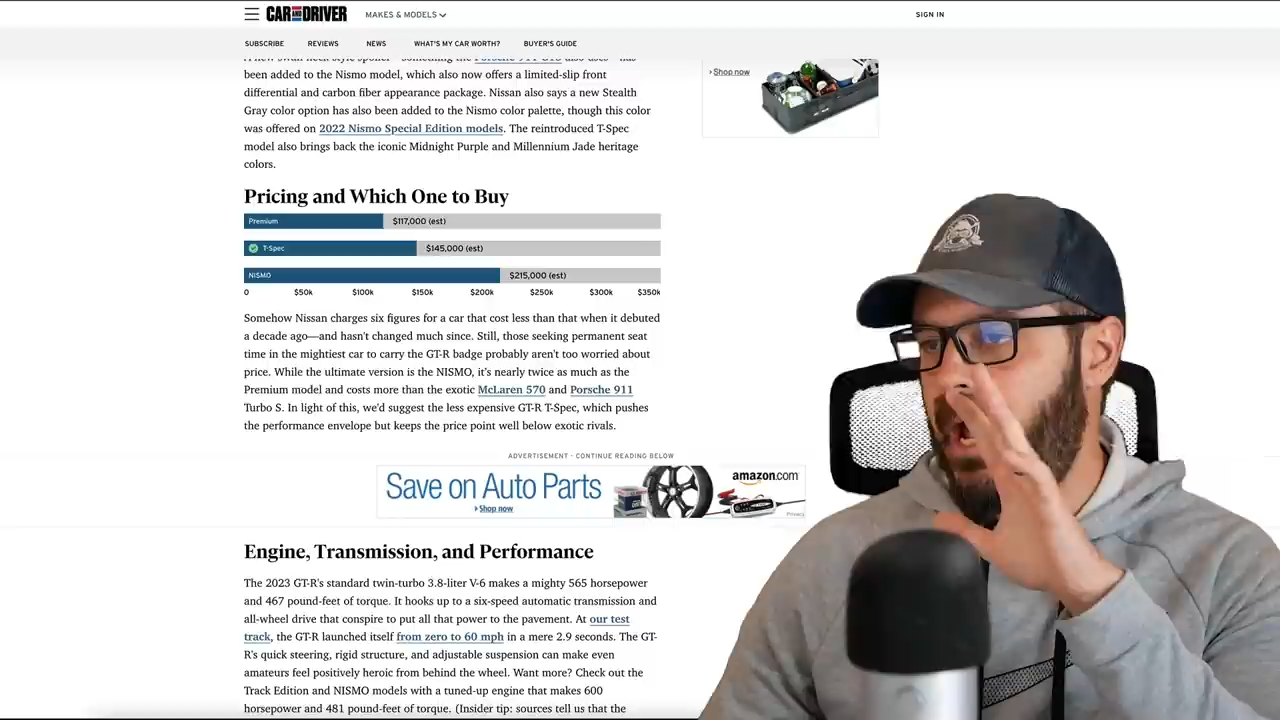 CAR AND DRIVER
MAKES & MODELS
SIGN IN
SUBSCRIBE
REVIEWS
NEWS
WHAT'S MY CAR WORTH?
BUYER'S GUIDE
been added to the Nismo model, which also now offers a limited-slip front
differential and carbon fiber appearance package. Nissan also says a new Stealth
Gray color option has also been added to the Nismo color palette, though this color
was offered on 2022 Nismo Special Edition models. The reintroduced T-Spec
model also brings back the iconic Midnight Purple and Millennium Jade heritage
colors.
Shop now
Pricing and Which One to Buy
Premium $117,000 (est)
T-Spec $145,000 (est)
NISMO $215,000 (est)
0 $50k $100k $150k $200k $250k $300k $350k
Somehow Nissan charges six figures for a car that cost less than that when it debuted
a decade ago—and hasn't changed much since. Still, those seeking permanent seat
time in the mightiest car to carry the GT-R badge probably aren't too worried about
price. While the ultimate version is the NISMO, it's nearly twice as much as the
Premium model and costs more than the exotic McLaren 570 and Porsche 911
Turbo S. In light of this, we'd suggest the less expensive GT-R T-Spec, which pushes
the performance envelope but keeps the price point well below exotic rivals.
ADVERTISEMENT - CONTINUE READING BELOW
Save on Auto Parts
Shop now
amazon.com
Privacy
Engine, Transmission, and Performance
The 2023 GT-R's standard twin-turbo 3.8-liter V-6 makes a mighty 565 horsepower
and 467 pound-feet of torque. It hooks up to a six-speed automatic transmission and
all-wheel drive that conspire to put all that power to the pavement. At our test
track, the GT-R launched itself from zero to 60 mph in a mere 2.9 seconds. The GT-
R's quick steering, rigid structure, and adjustable suspension can make even
amateurs feel positively heroic from behind the wheel. Want more? Check out the
Track Edition and NISMO models with a tuned-up engine that makes 600
horsepower and 481 pound-feet of torque. (Insider tip: sources tell us that the